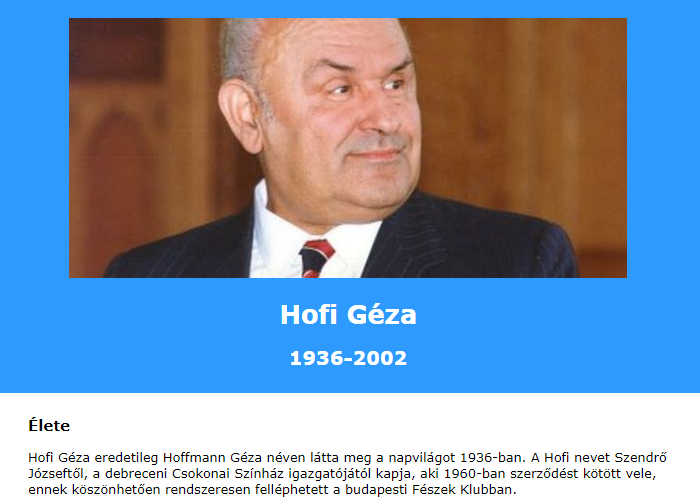 Hofi Géza
1936-2002
Élete
Hofi Géza eredetileg Hoffmann Géza néven látta meg a napvilágot 1936-ban. A Hofi nevet Szendrő
Józseftől, a debreceni Csokonai Színház igazgatójától kapja, aki 1960-ban szerződést kötött vele,
ennek köszönhetően rendszeresen felléphetett a budapesti Fészek Klubban.